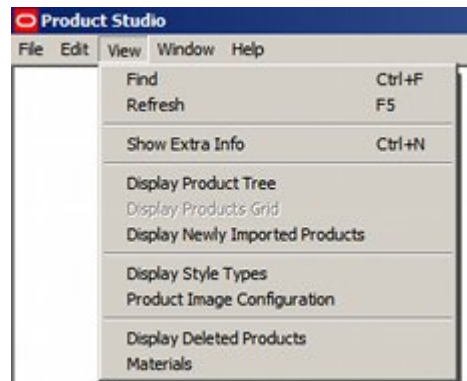 Product Studio
File Edit View Window Help
Find Ctrl+F
Refresh F5
Show Extra Info Ctrl+N
Display Product Tree
Display Products Grid
Display Newly Imported Products
Display Style Types
Product Image Configuration
Display Deleted Products
Materials